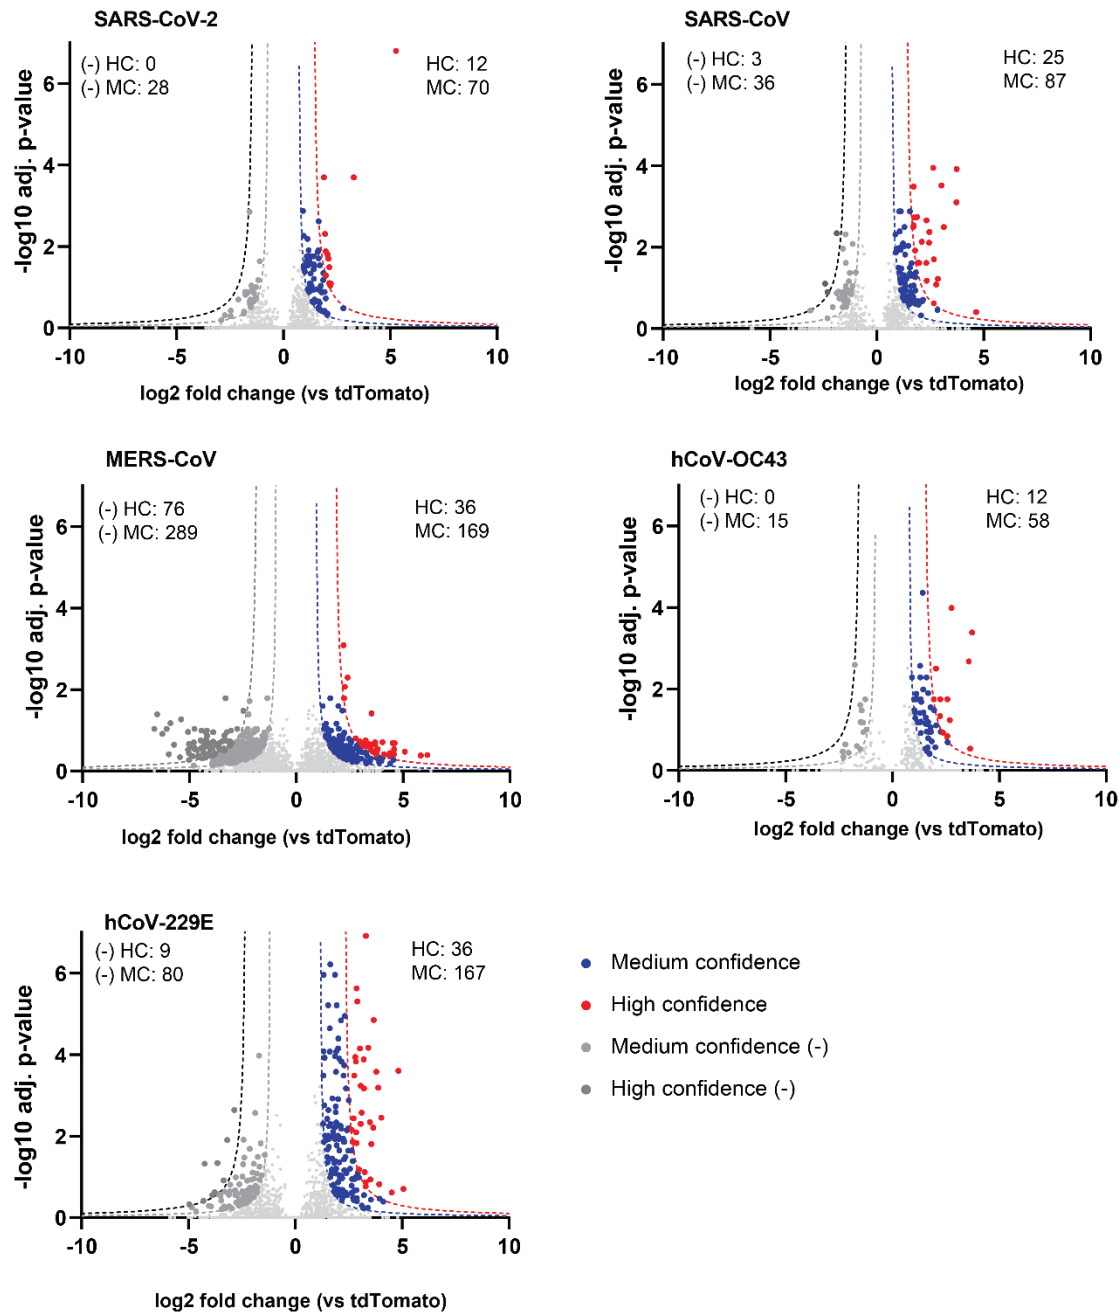 SARS-CoV-2
(-) HC: 0
(-) MC: 28
HC: 12
MC: 70
-log10 adj. p-value
6
4
2
0
-10
-5
0
5
10
log2 fold change (vs tdTomato)
SARS-CoV
(-) HC: 3
(-) MC: 36
HC: 25
MC: 87
-log10 adj. p-value
6
4
2
0
-10
-5
0
5
10
log2 fold change (vs tdTomato)
MERS-CoV
(-) HC: 76
(-) MC: 289
HC: 36
MC: 169
-log10 adj. p-value
6
4
2
0
-10
-5
0
5
10
log2 fold change (vs tdTomato)
hCoV-OC43
(-) HC: 0
(-) MC: 15
HC: 12
MC: 58
-log10 adj. p-value
6
4
2
0
-10
-5
0
5
10
log2 fold change (vs tdTomato)
hCoV-229E
(-) HC: 9
(-) MC: 80
HC: 36
MC: 167
-log10 adj. p-value
6
4
2
0
-10
-5
0
5
10
log2 fold change (vs tdTomato)
Medium confidence
High confidence
Medium confidence (-)
High confidence (-)